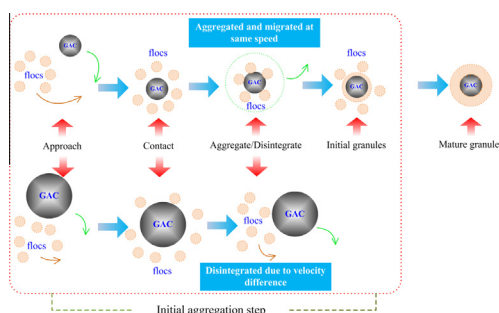 Aggregated and migrated at
same speed
GAC
flocs
flocs
GAC
GAC
flocs
flocs
GAC
GAC
Approach
Contact
Aggregate/Disintegrate
Initial granules
Mature granule
GAC
GAC
GAC
flocs
flocs
flocs
Disintegrated due to velocity
difference
Initial aggregation step